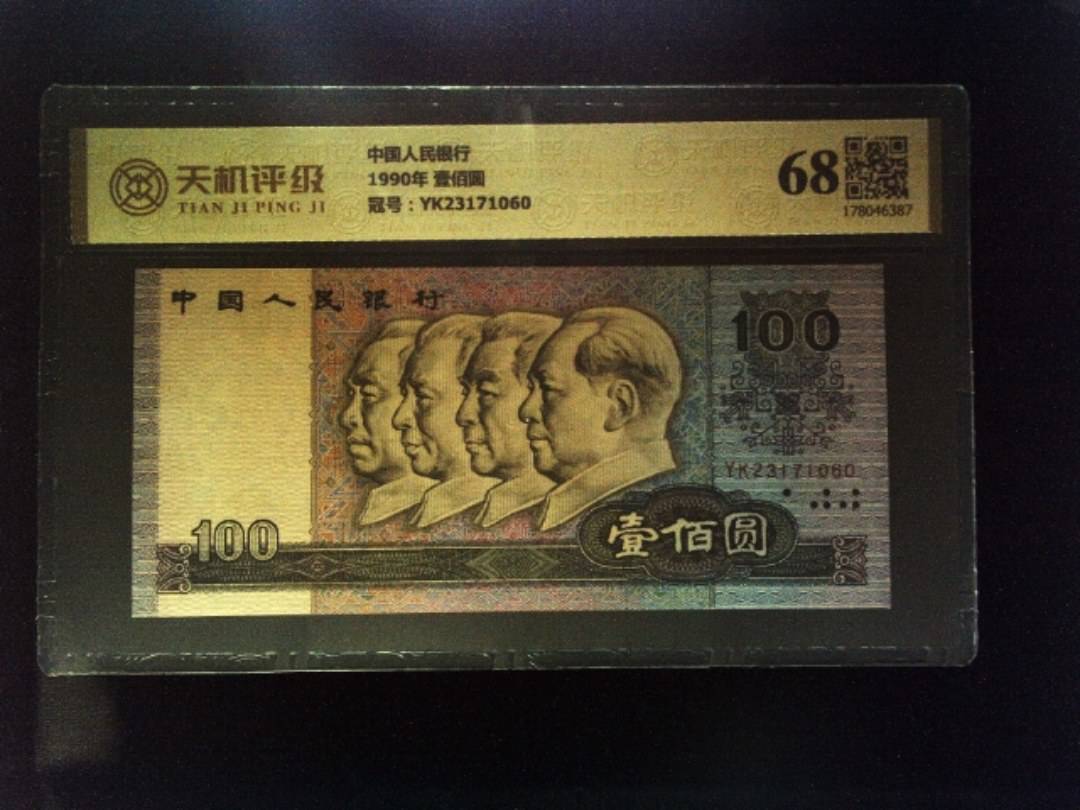 天机评级
TIAN JI PING JI
中国人民银行
1990年 壹佰圆
冠号：YK23171060
68
178046387
中国人民银行
100
YK23171060
100
壹佰圆